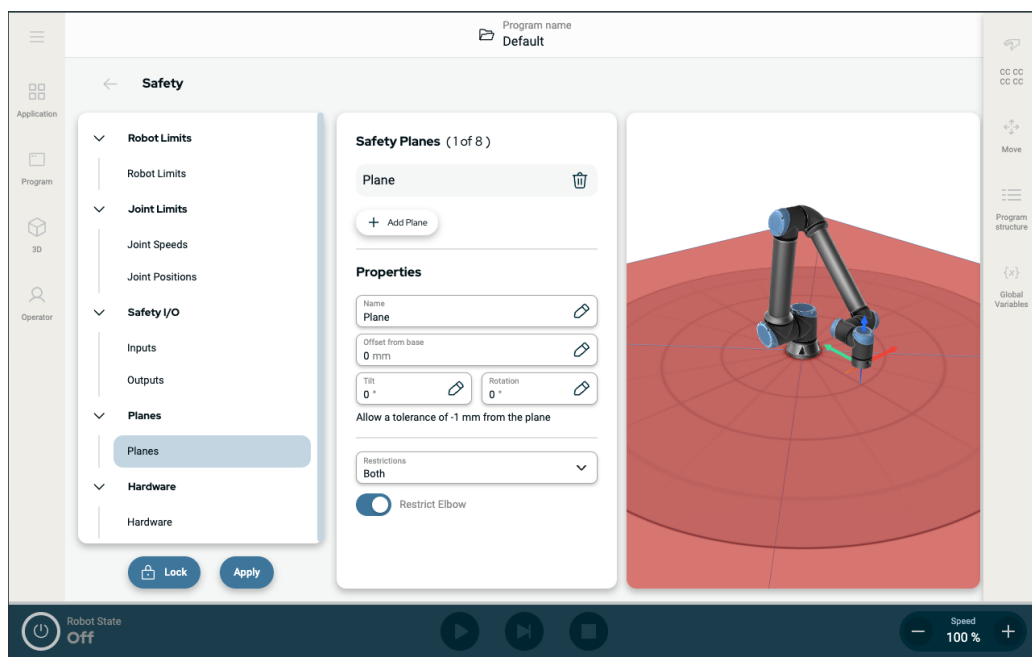 Program name
Default
Safety
Application
Program
3D
Operator
Robot Limits
Robot Limits
Joint Limits
Joint Speeds
Joint Positions
Safety I/O
Inputs
Outputs
Planes
Planes
Hardware
Hardware
Lock
Apply
Safety Planes (1 of 8)
Plane
+ Add Plane
Properties
Name
Plane
Offset from base
0 mm
Tilt
0 °
Rotation
0 °
Allow a tolerance of -1 mm from the plane
Restrictions
Both
Restrict Elbow
CC CC
CC CC
Move
Program
structure
{x}
Global
Variables
Robot State
Off
Speed
− 100 % +